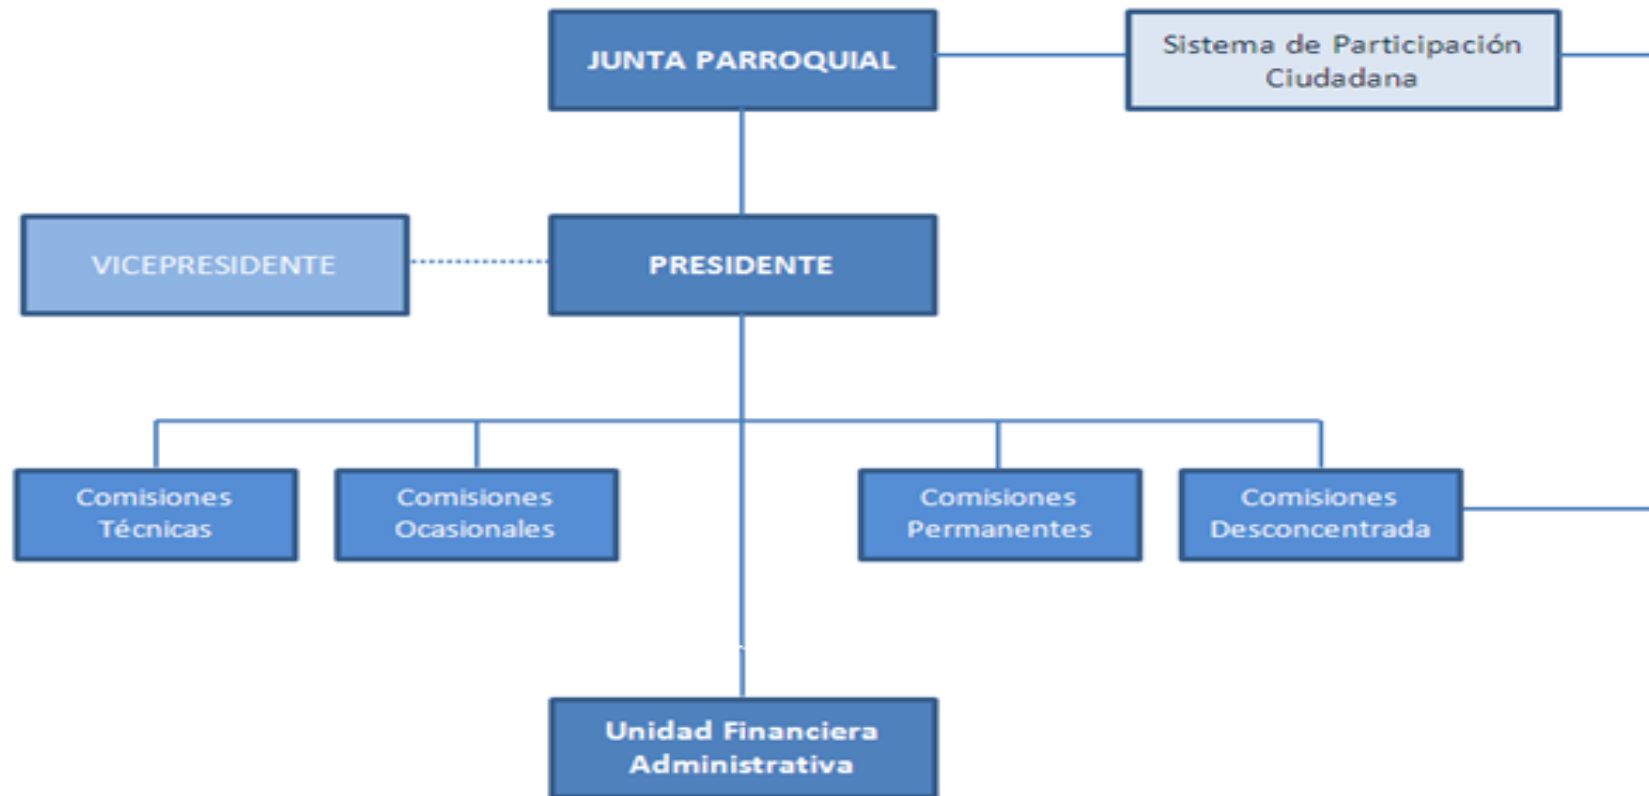 JUNTA PARROQUIAL
Sistema de Participación
Ciudadana
VICEPRESIDENTE
PRESIDENTE
Comisiones
Técnicas
Comisiones
Ocasionales
Comisiones
Permanentes
Comisiones
Desconcentrada
Unidad Financiera
Administrativa